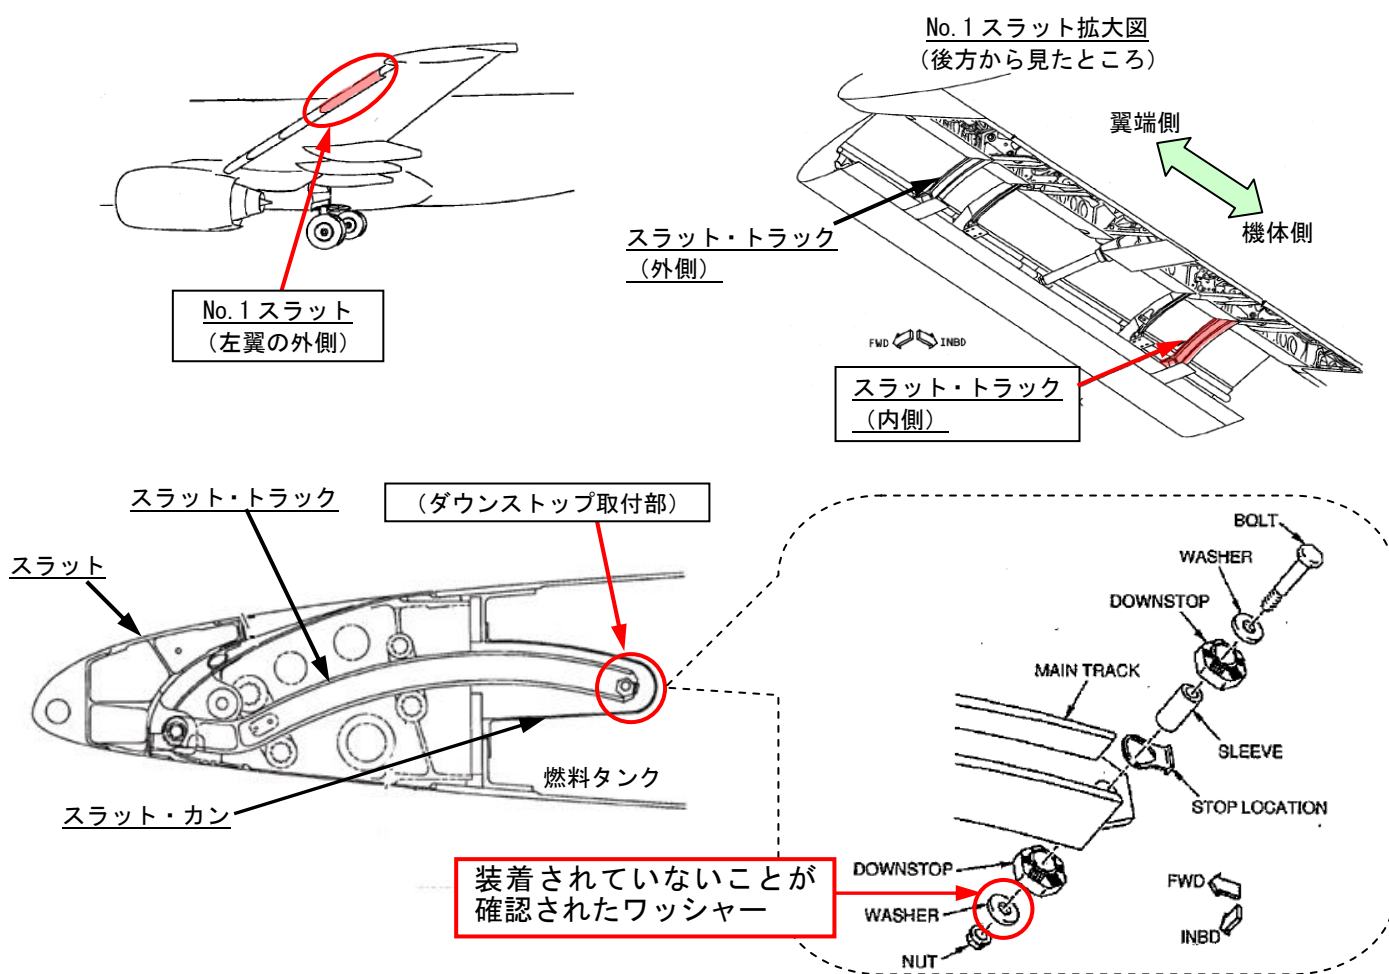 No.1スラット拡大図
（後方から見たところ）
翼端側
機体側
スラット・トラック
（外側）
FWD
INBD
No.1スラット
（左翼の外側）
スラット・トラック
（内側）
スラット・トラック
（ダウンストップ取付部）
スラット
燃料タンク
スラット・カン
BOLT
WASHER
DOWNSTOP
MAIN TRACK
SLEEVE
STOP LOCATION
DOWNSTOP
WASHER
NUT
FWD
INBD
装着されていないことが
確認されたワッシャー